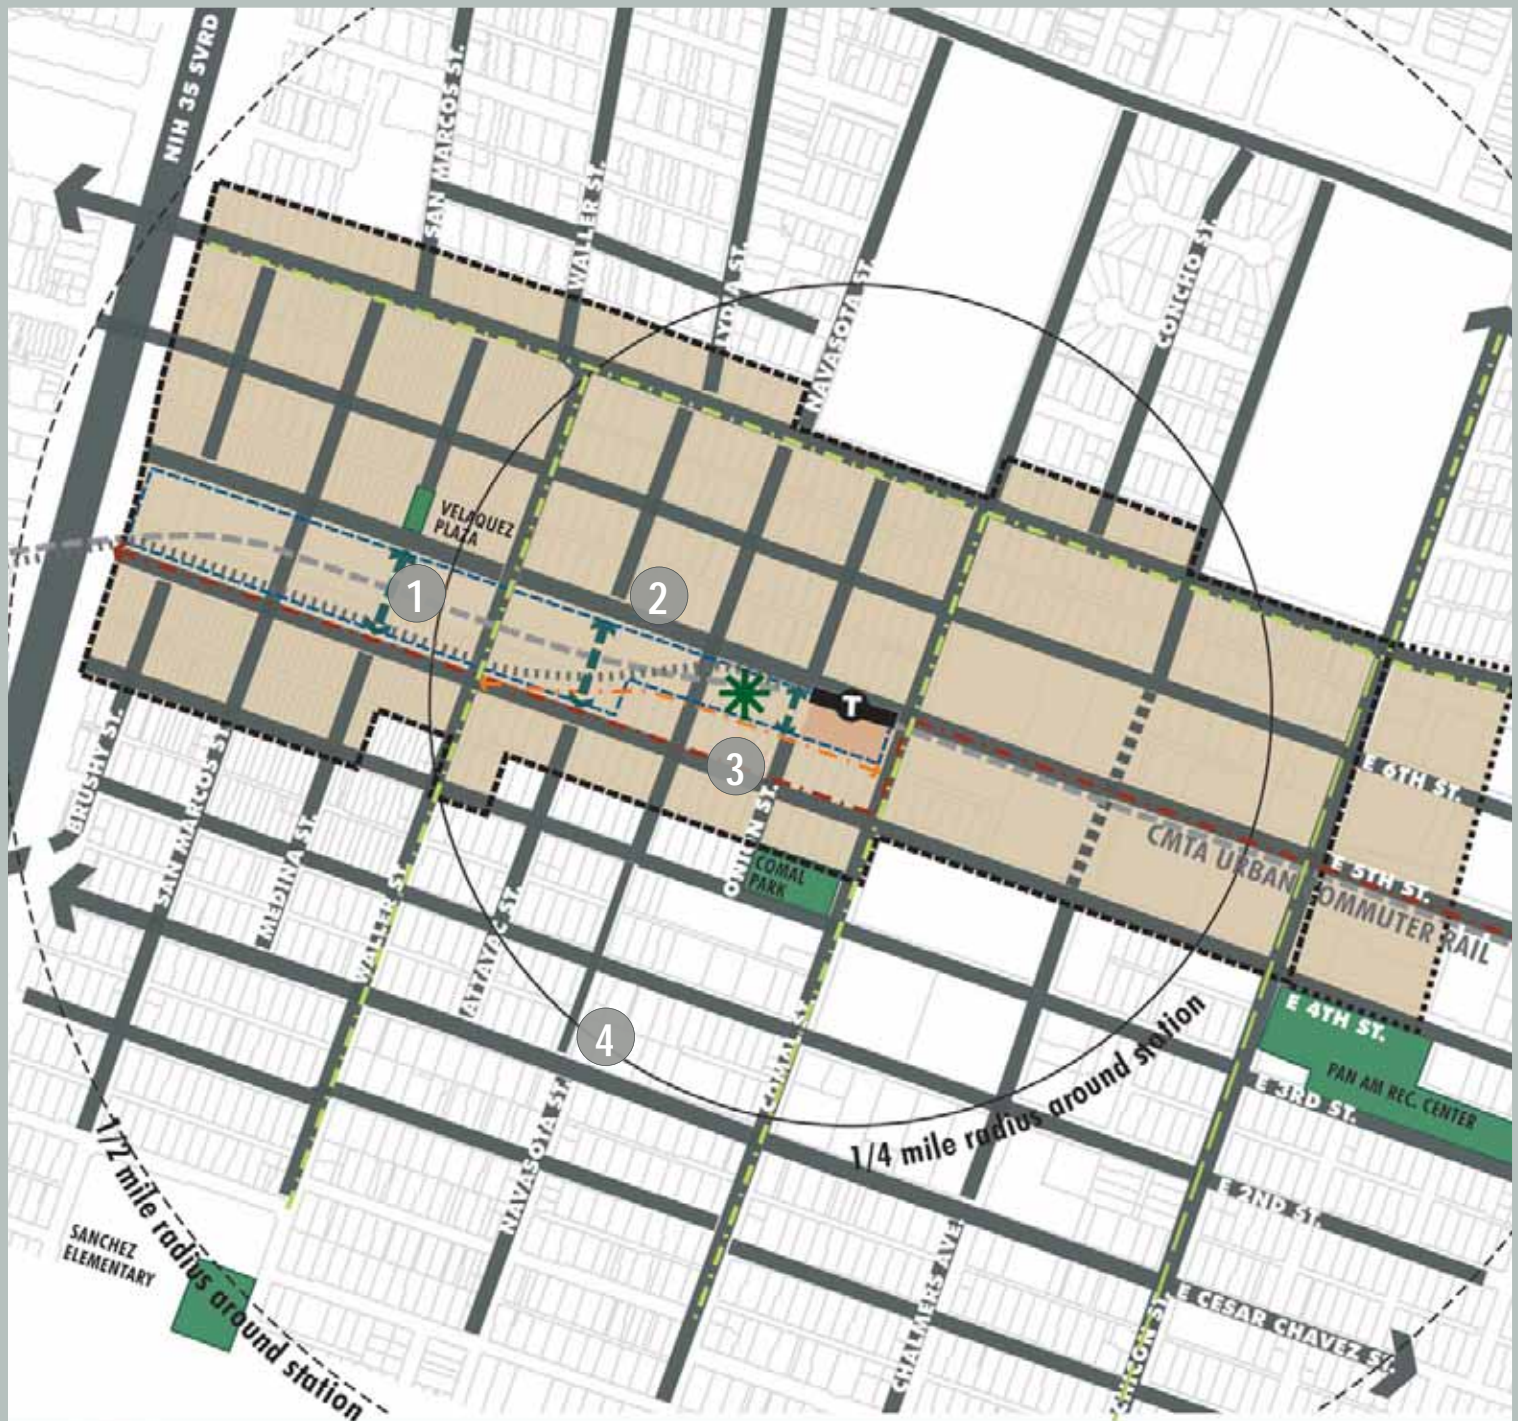 NIH 35 SVRD
SAN MARCOS ST.
WALLER ST.
LYDIA ST.
NAVASOTA ST.
CONCHO ST.
VELAQUEZ
PLAZA
1
2
T
3
E 6TH ST.
CMTA URBAN COMMUTER RAIL
E 5TH ST.
BRUSHY ST.
SAN MARCOS ST.
MEDINA ST.
WALLER ST.
ATTAYAC ST.
ONION ST.
COMAL
PARK
4
COMAL ST.
NAVASOTA ST.
1/4 mile radius around station
E 4TH ST.
PAN AM REC. CENTER
E 3RD ST.
E 2ND ST.
E CESAR CHAVEZ ST.
CHALMERS AVE
CHICON ST.
1/2 mile radius around station
SANCHEZ
ELEMENTARY